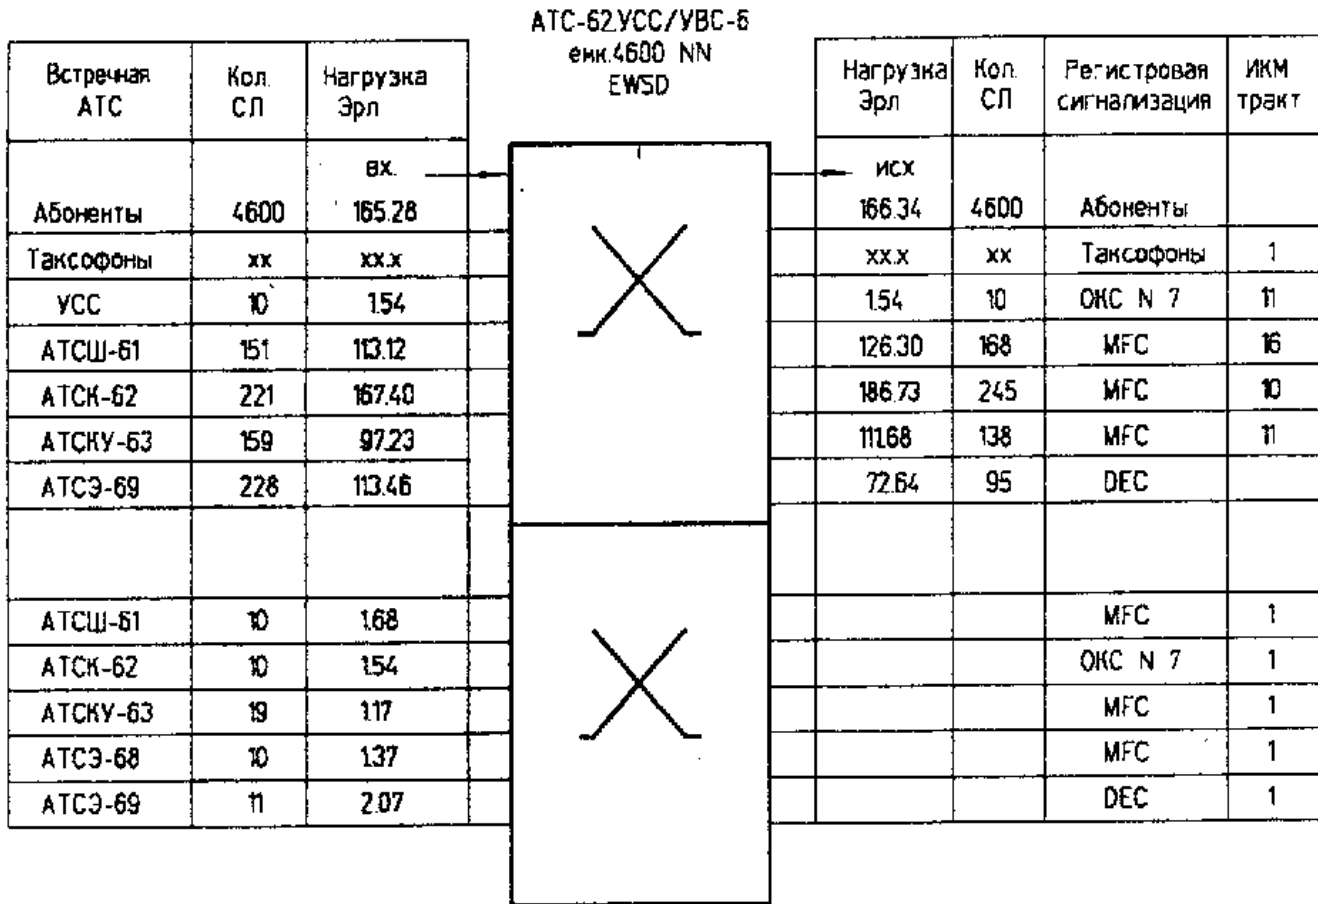 АТС-62.УСС/УВС-6
емк.4600 NN
EWSD
Встречная АТС Кол. СЛ Нагрузка Эрл
Нагрузка Эрл Кол. СЛ Регистровая сигнализация ИКМ тракт
вх. исх
Абоненты 4600 165.28 166.34 4600 Абоненты
Таксофоны хх хх.х хх.х хх Таксофоны 1
УСС 10 1.54 1.54 10 ОКС N 7 11
АТСШ-61 151 113.12 126.30 168 MFC 16
АТСК-62 221 167.40 186.73 245 MFC 10
АТСКУ-63 159 97.23 111.68 138 MFC 11
АТСЭ-69 228 113.46 72.64 95 DEC
АТСШ-61 10 1.68 MFC 1
АТСК-62 10 1.54 ОКС N 7 1
АТСКУ-63 19 1.17 MFC 1
АТСЭ-68 10 1.37 MFC 1
АТСЭ-69 11 2.07 DEC 1